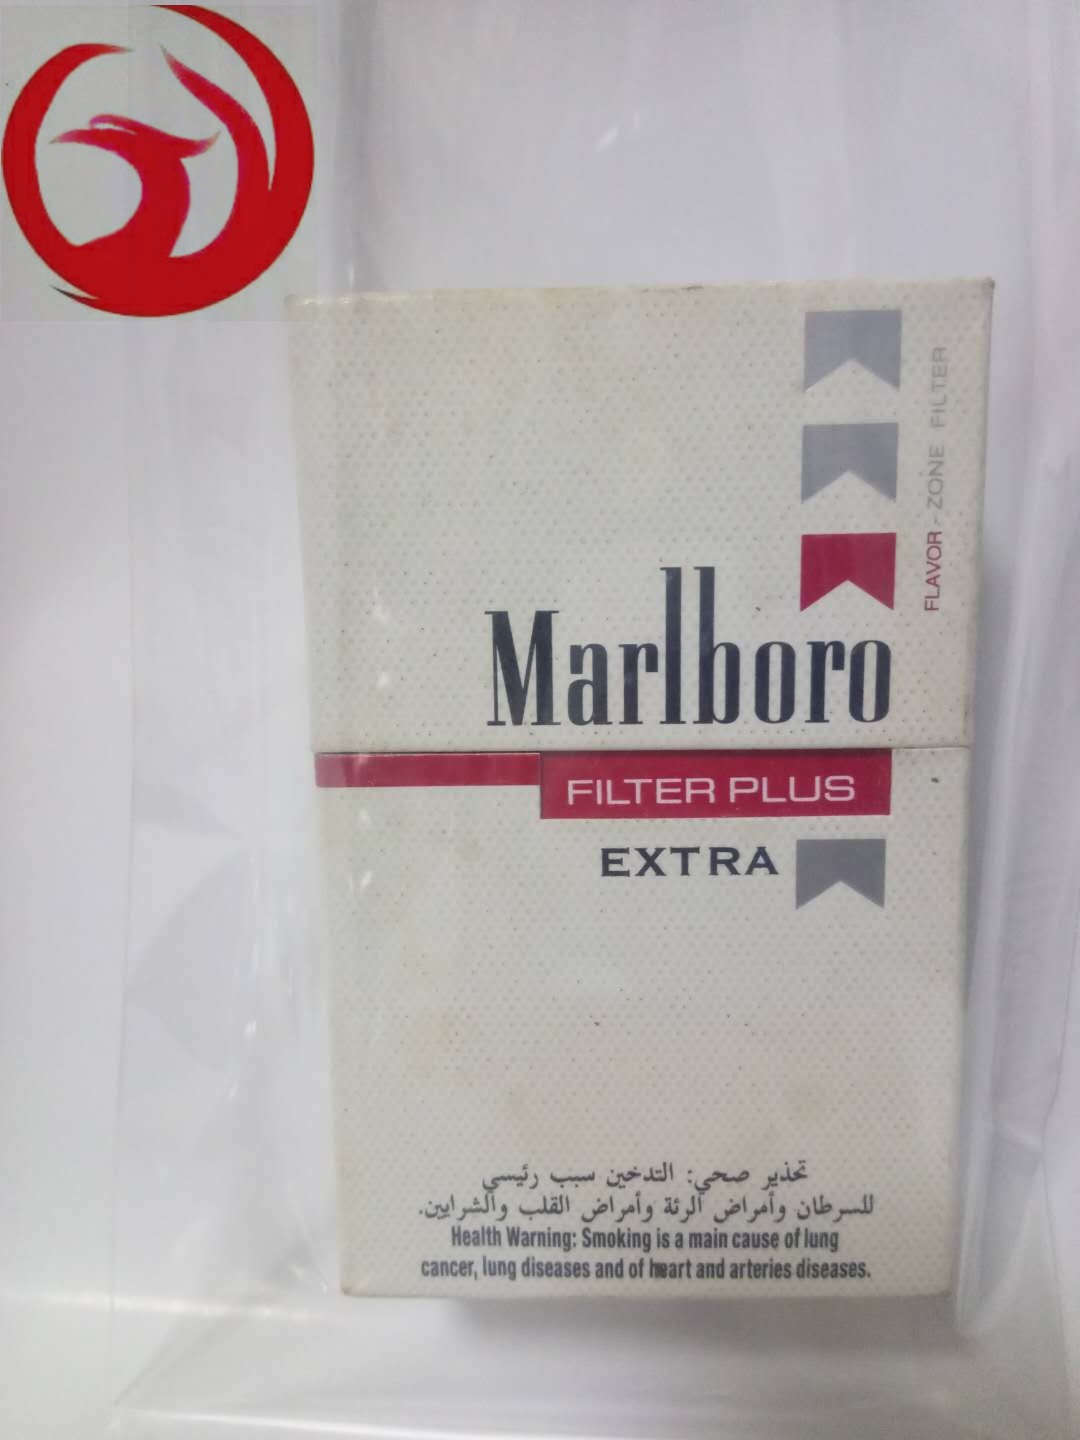 FLAVOR - ZONE FILTER
Marlboro
FILTER PLUS
EXTRA
تحذير صحي: التدخين سبب رئيسي
للسرطان وأمراض الرئة وأمراض القلب والشرايين.
Health Warning: Smoking is a main cause of lung
cancer, lung diseases and of heart and arteries diseases.